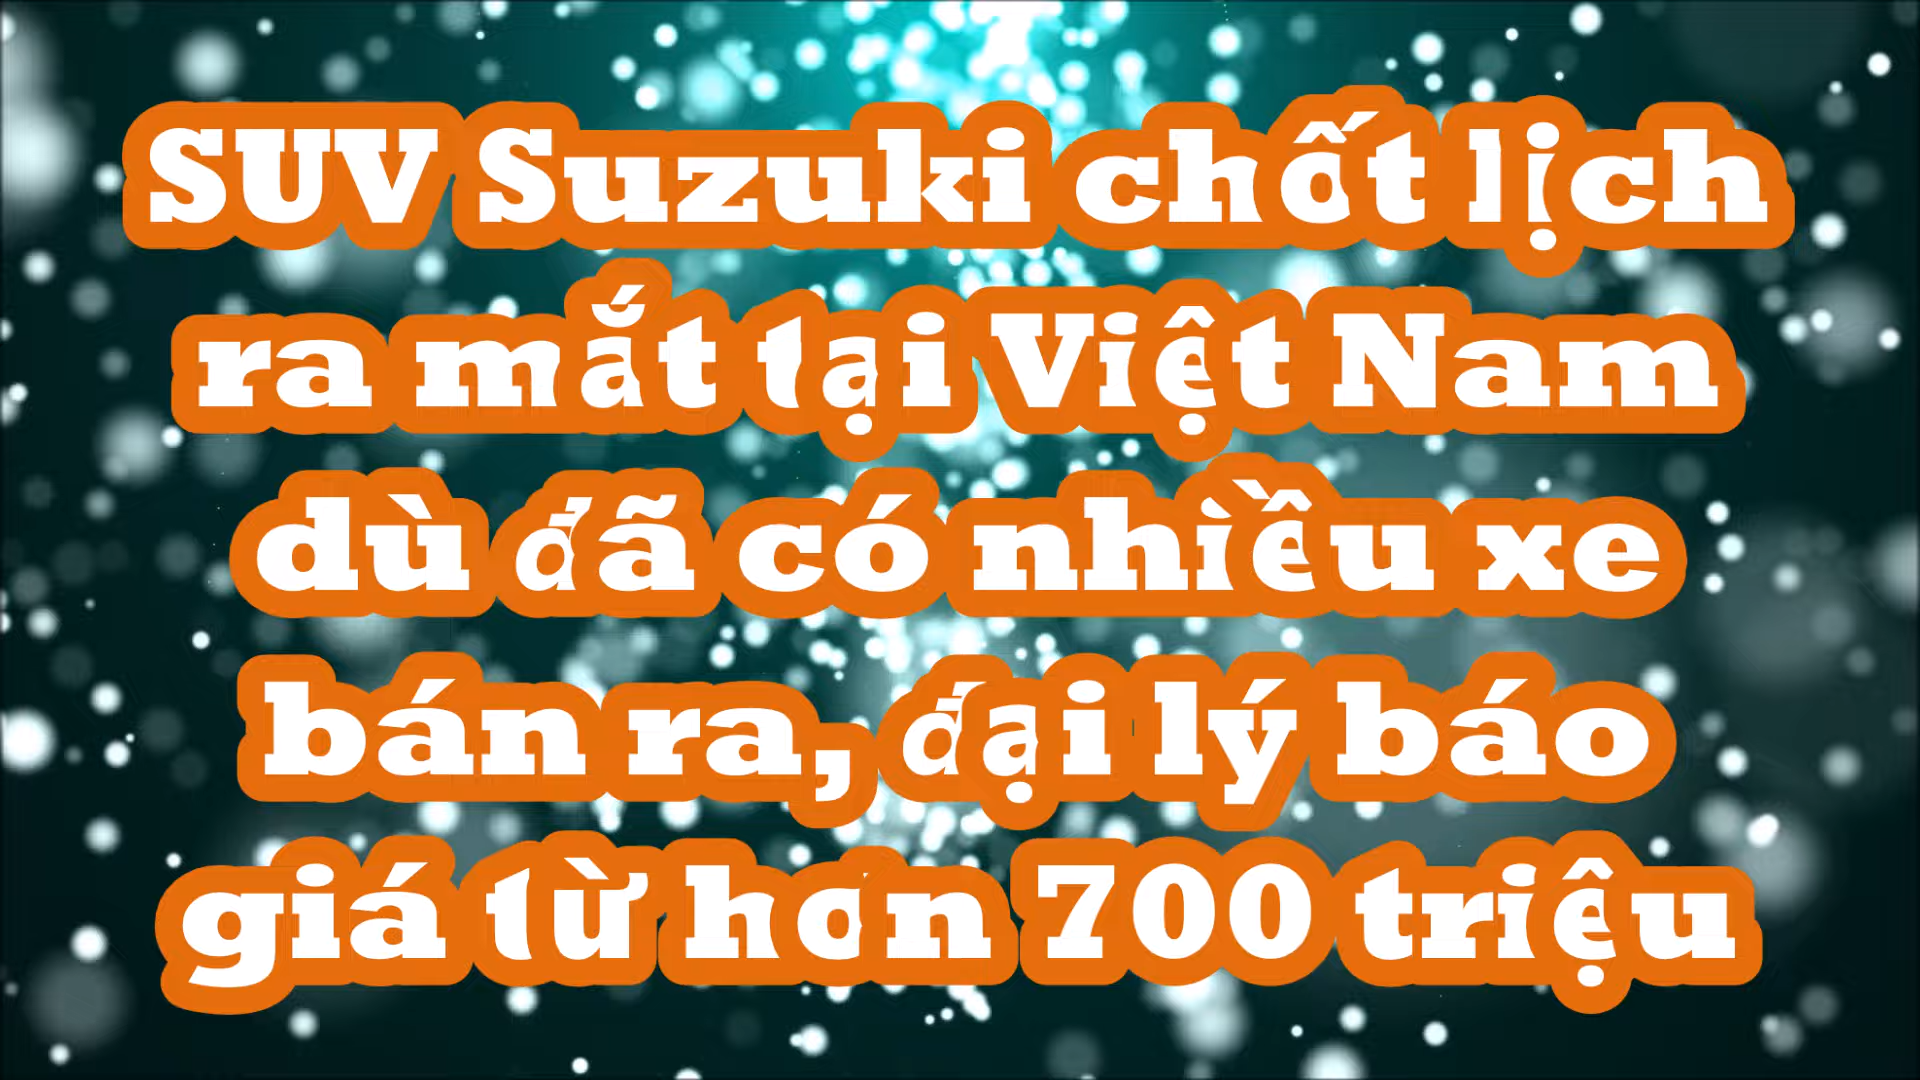 SUV Suzuki chốt lịch
ra mắt tại Việt Nam
dù đã có nhiều xe
bán ra, đại lý báo
giá từ hơn 700 triệu